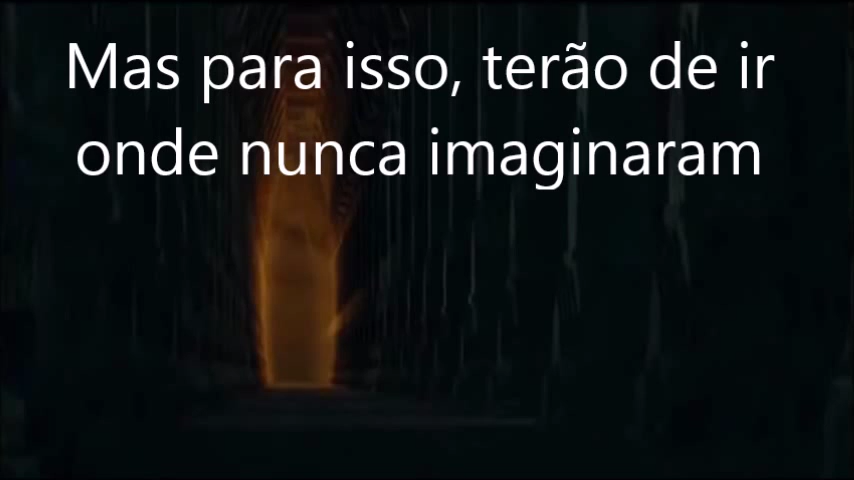 Mas para isso, terão de ir
onde nunca imaginaram